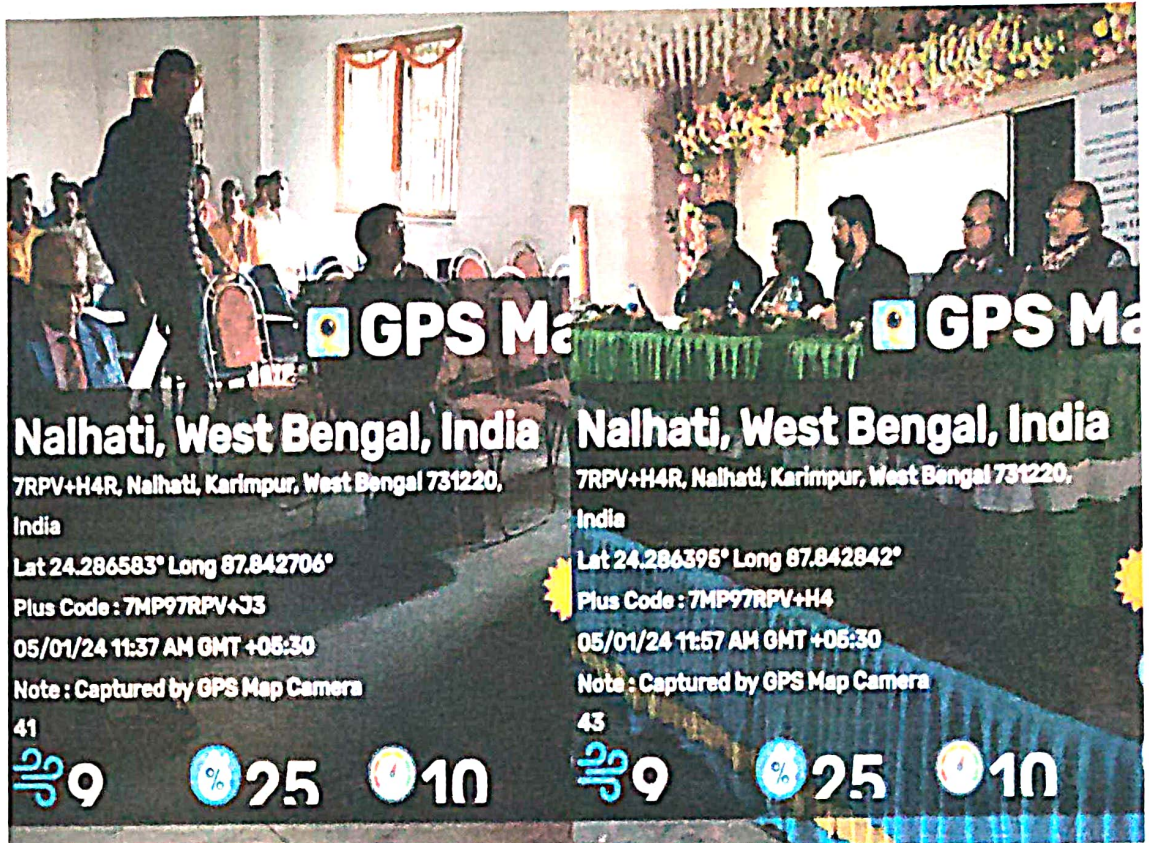 GPS Ma
Nalhati, West Bengal, India
7RPV+H4R, Nalhati, Karimpur, West Bengal 731220,
India
Lat 24.286583° Long 87.842706°
Plus Code : 7MP97RPV+J3
05/01/24 11:37 AM GMT +05:30
Note : Captured by GPS Map Camera
41
9
% 25
10
GPS Ma
Nalhati, West Bengal, India
7RPV+H4R, Nalhati, Karimpur, West Bengal 731220,
India
Lat 24.286395° Long 87.842842°
Plus Code : 7MP97RPV+H4
05/01/24 11:57 AM GMT +05:30
Note : Captured by GPS Map Camera
43
9
% 25
10